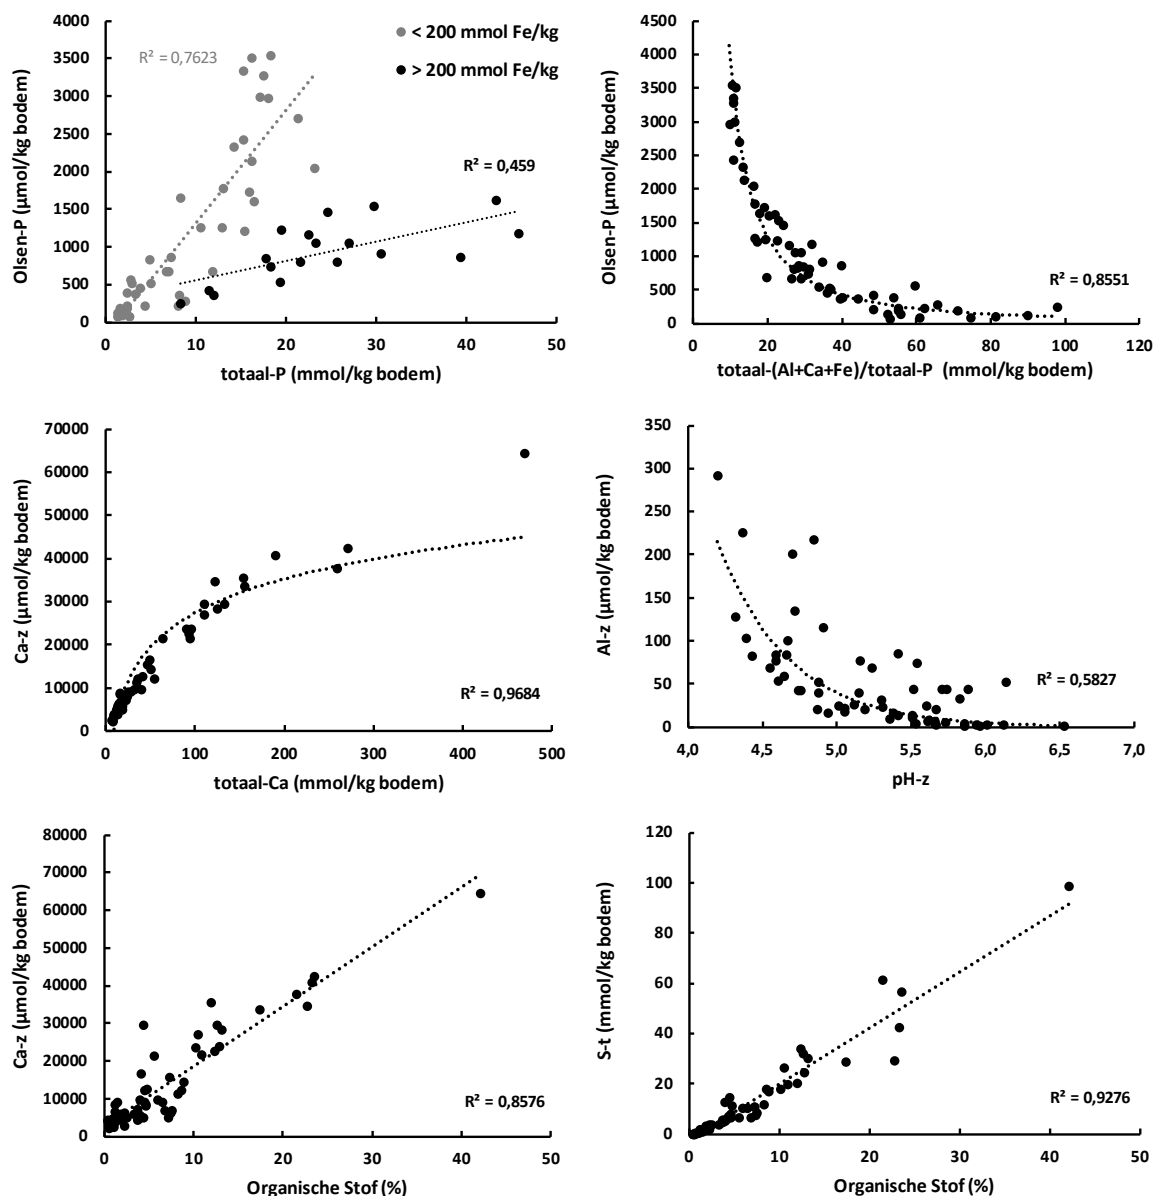 4000
3500
3000
2500
2000
1500
1000
500
0
Olsen-P (µmol/kg bodem)
< 200 mmol Fe/kg
> 200 mmol Fe/kg
R² = 0,7623
R² = 0,459
0 10 20 30 40 50
totaal-P (mmol/kg bodem)
4500
4000
3500
3000
2500
2000
1500
1000
500
0
Olsen-P (µmol/kg bodem)
R² = 0,8551
0 20 40 60 80 100 120
totaal-(Al+Ca+Fe)/totaal-P (mmol/kg bodem)
70000
60000
50000
40000
30000
20000
10000
0
Ca-z (µmol/kg bodem)
R² = 0,9684
0 100 200 300 400 500
totaal-Ca (mmol/kg bodem)
350
300
250
200
150
100
50
0
Al-z (µmol/kg bodem)
R² = 0,5827
4,0 4,5 5,0 5,5 6,0 6,5 7,0
pH-z
80000
70000
60000
50000
40000
30000
20000
10000
0
Ca-z (µmol/kg bodem)
R² = 0,8576
0 10 20 30 40 50
Organische Stof (%)
120
100
80
60
40
20
0
S-t (mmol/kg bodem)
R² = 0,9276
0 10 20 30 40 50
Organische Stof (%)